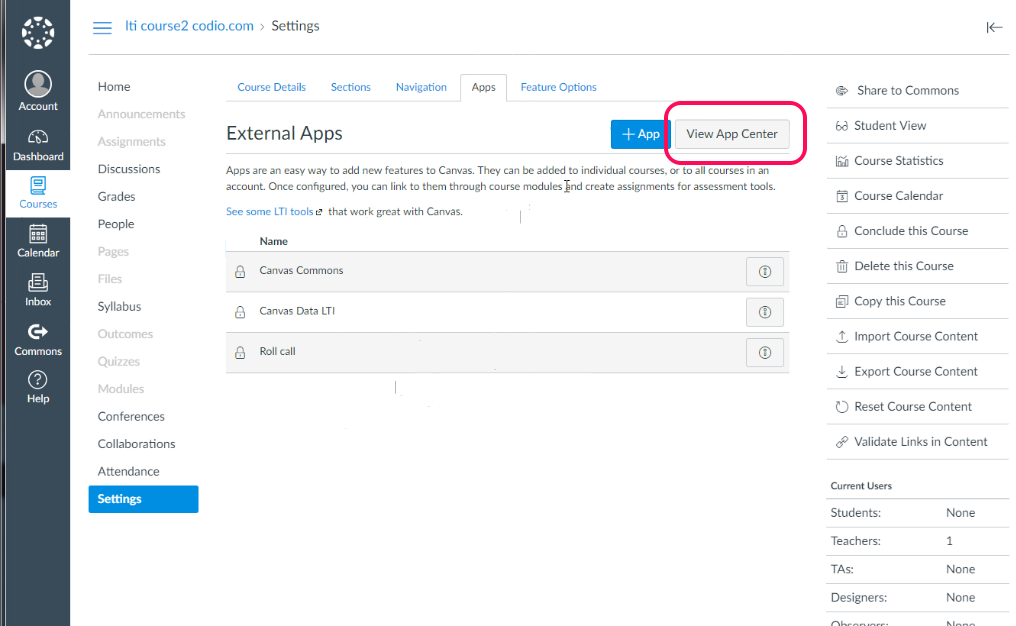 lti course2 codio.com › Settings
Account
Dashboard
Courses
Calendar
Inbox
Commons
Help
Home
Announcements
Assignments
Discussions
Grades
People
Pages
Files
Syllabus
Outcomes
Quizzes
Modules
Conferences
Collaborations
Attendance
Settings
Course Details Sections Navigation Apps Feature Options
External Apps
+ App View App Center
Apps are an easy way to add new features to Canvas. They can be added to individual courses, or to all courses in an
account. Once configured, you can link to them through course modules and create assignments for assessment tools.
See some LTI tools that work great with Canvas.
Name
Canvas Commons
Canvas Data LTI
Roll call
Share to Commons
Student View
Course Statistics
Course Calendar
Conclude this Course
Delete this Course
Copy this Course
Import Course Content
Export Course Content
Reset Course Content
Validate Links in Content
Current Users
Students: None
Teachers: 1
TAs: None
Designers: None
Observers: None